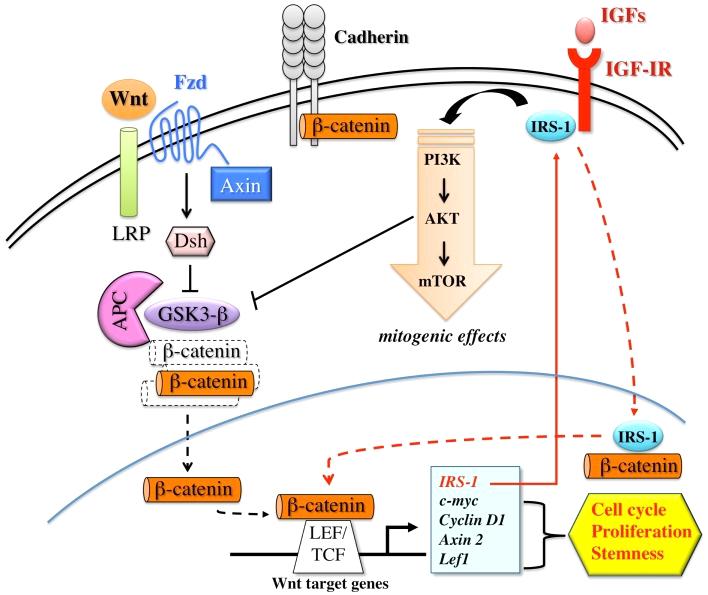 IGFs
Cadherin
IGF-IR
Fzd
Wnt
β-catenin
IRS-1
PI3K
Axin
AKT
LRP
Dsh
mTOR
APC
GSK3-β
mitogenic effects
β-catenin
β-catenin
IRS-1
β-catenin
β-catenin
β-catenin
IRS-1
c-myc
Cyclin D1
Axin 2
Lef1
Cell cycle
Proliferation
Stemness
LEF/
TCF
Wnt target genes